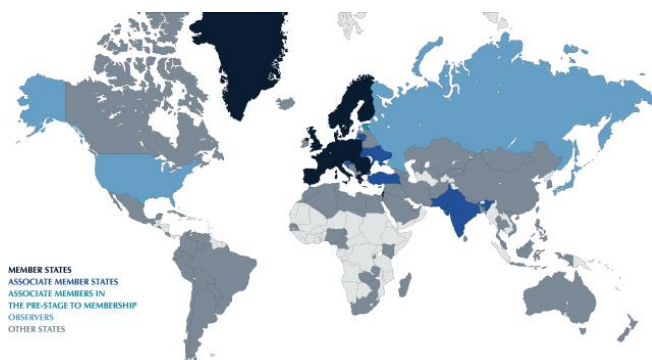 MEMBER STATES
ASSOCIATE MEMBER STATES
ASSOCIATE MEMBERS IN
THE PRE-STAGE TO MEMBERSHIP
OBSERVERS
OTHER STATES